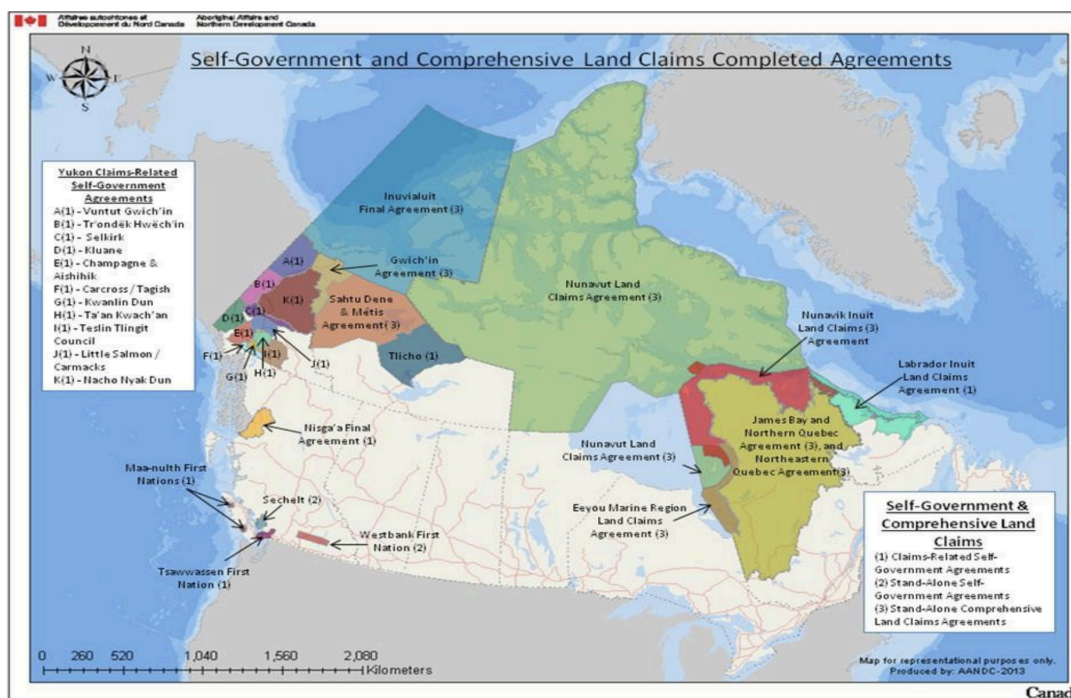 Affaires autochtones et
Développement du Nord Canada
Aboriginal Affairs and
Northern Development Canada
N
W E
S
Self-Government and Comprehensive Land Claims Completed Agreements
Yukon Claims-Related
Self-Government
Agreements
A(1) – Vuntut Gwich'in
B(1) – Tr'ondëk Hwëch'in
C(1) – Selkirk
D(1) – Kluane
E(1) – Champagne &
Aishihik
F(1) – Carcross / Tagish
G(1) – Kwanlin Dun
H(1) – Ta'an Kwach'an
I(1) – Teslin Tlingit
Council
J(1) – Little Salmon /
Carmacks
K(1) – Nacho Nyak Dun
Inuvialuit
Final Agreement (3)
A(1)
Gwich'in
Agreement (3)
B(1)
K(1)
C(1)
D(1)
Sahtu Dene
& Métis
Agreement (3)
Nunavut Land
Claims Agreement (3)
E(1)
I(1)
F(1)
G(1)
H(1)
J(1)
Tlicho (1)
Nunavik Inuit
Land Claims (3)
Agreement
Labrador Inuit
Land Claims
Agreement (1)
Nisga'a Final
Agreement (1)
James Bay and
Northern Quebec
Agreement (3), and
Northeastern
Quebec Agreement(3)
Nunavut Land
Claims Agreement (3)
Maa-nulth First
Nations (1)
Sechelt (2)
Eeyou Marine Region
Land Claims
Agreement (3)
Westbank First
Nation (2)
Tsawwassen First
Nation (1)
Self-Government &
Comprehensive Land
Claims
(1) Claims-Related Self-
Government Agreements
(2) Stand-Alone Self-
Government Agreements
(3) Stand-Alone Comprehensive
Land Claims Agreements
0 260 520 1,040 1,560 2,080
Kilometers
Map for representational purposes only.
Produced by: AANDC-2013
Canada